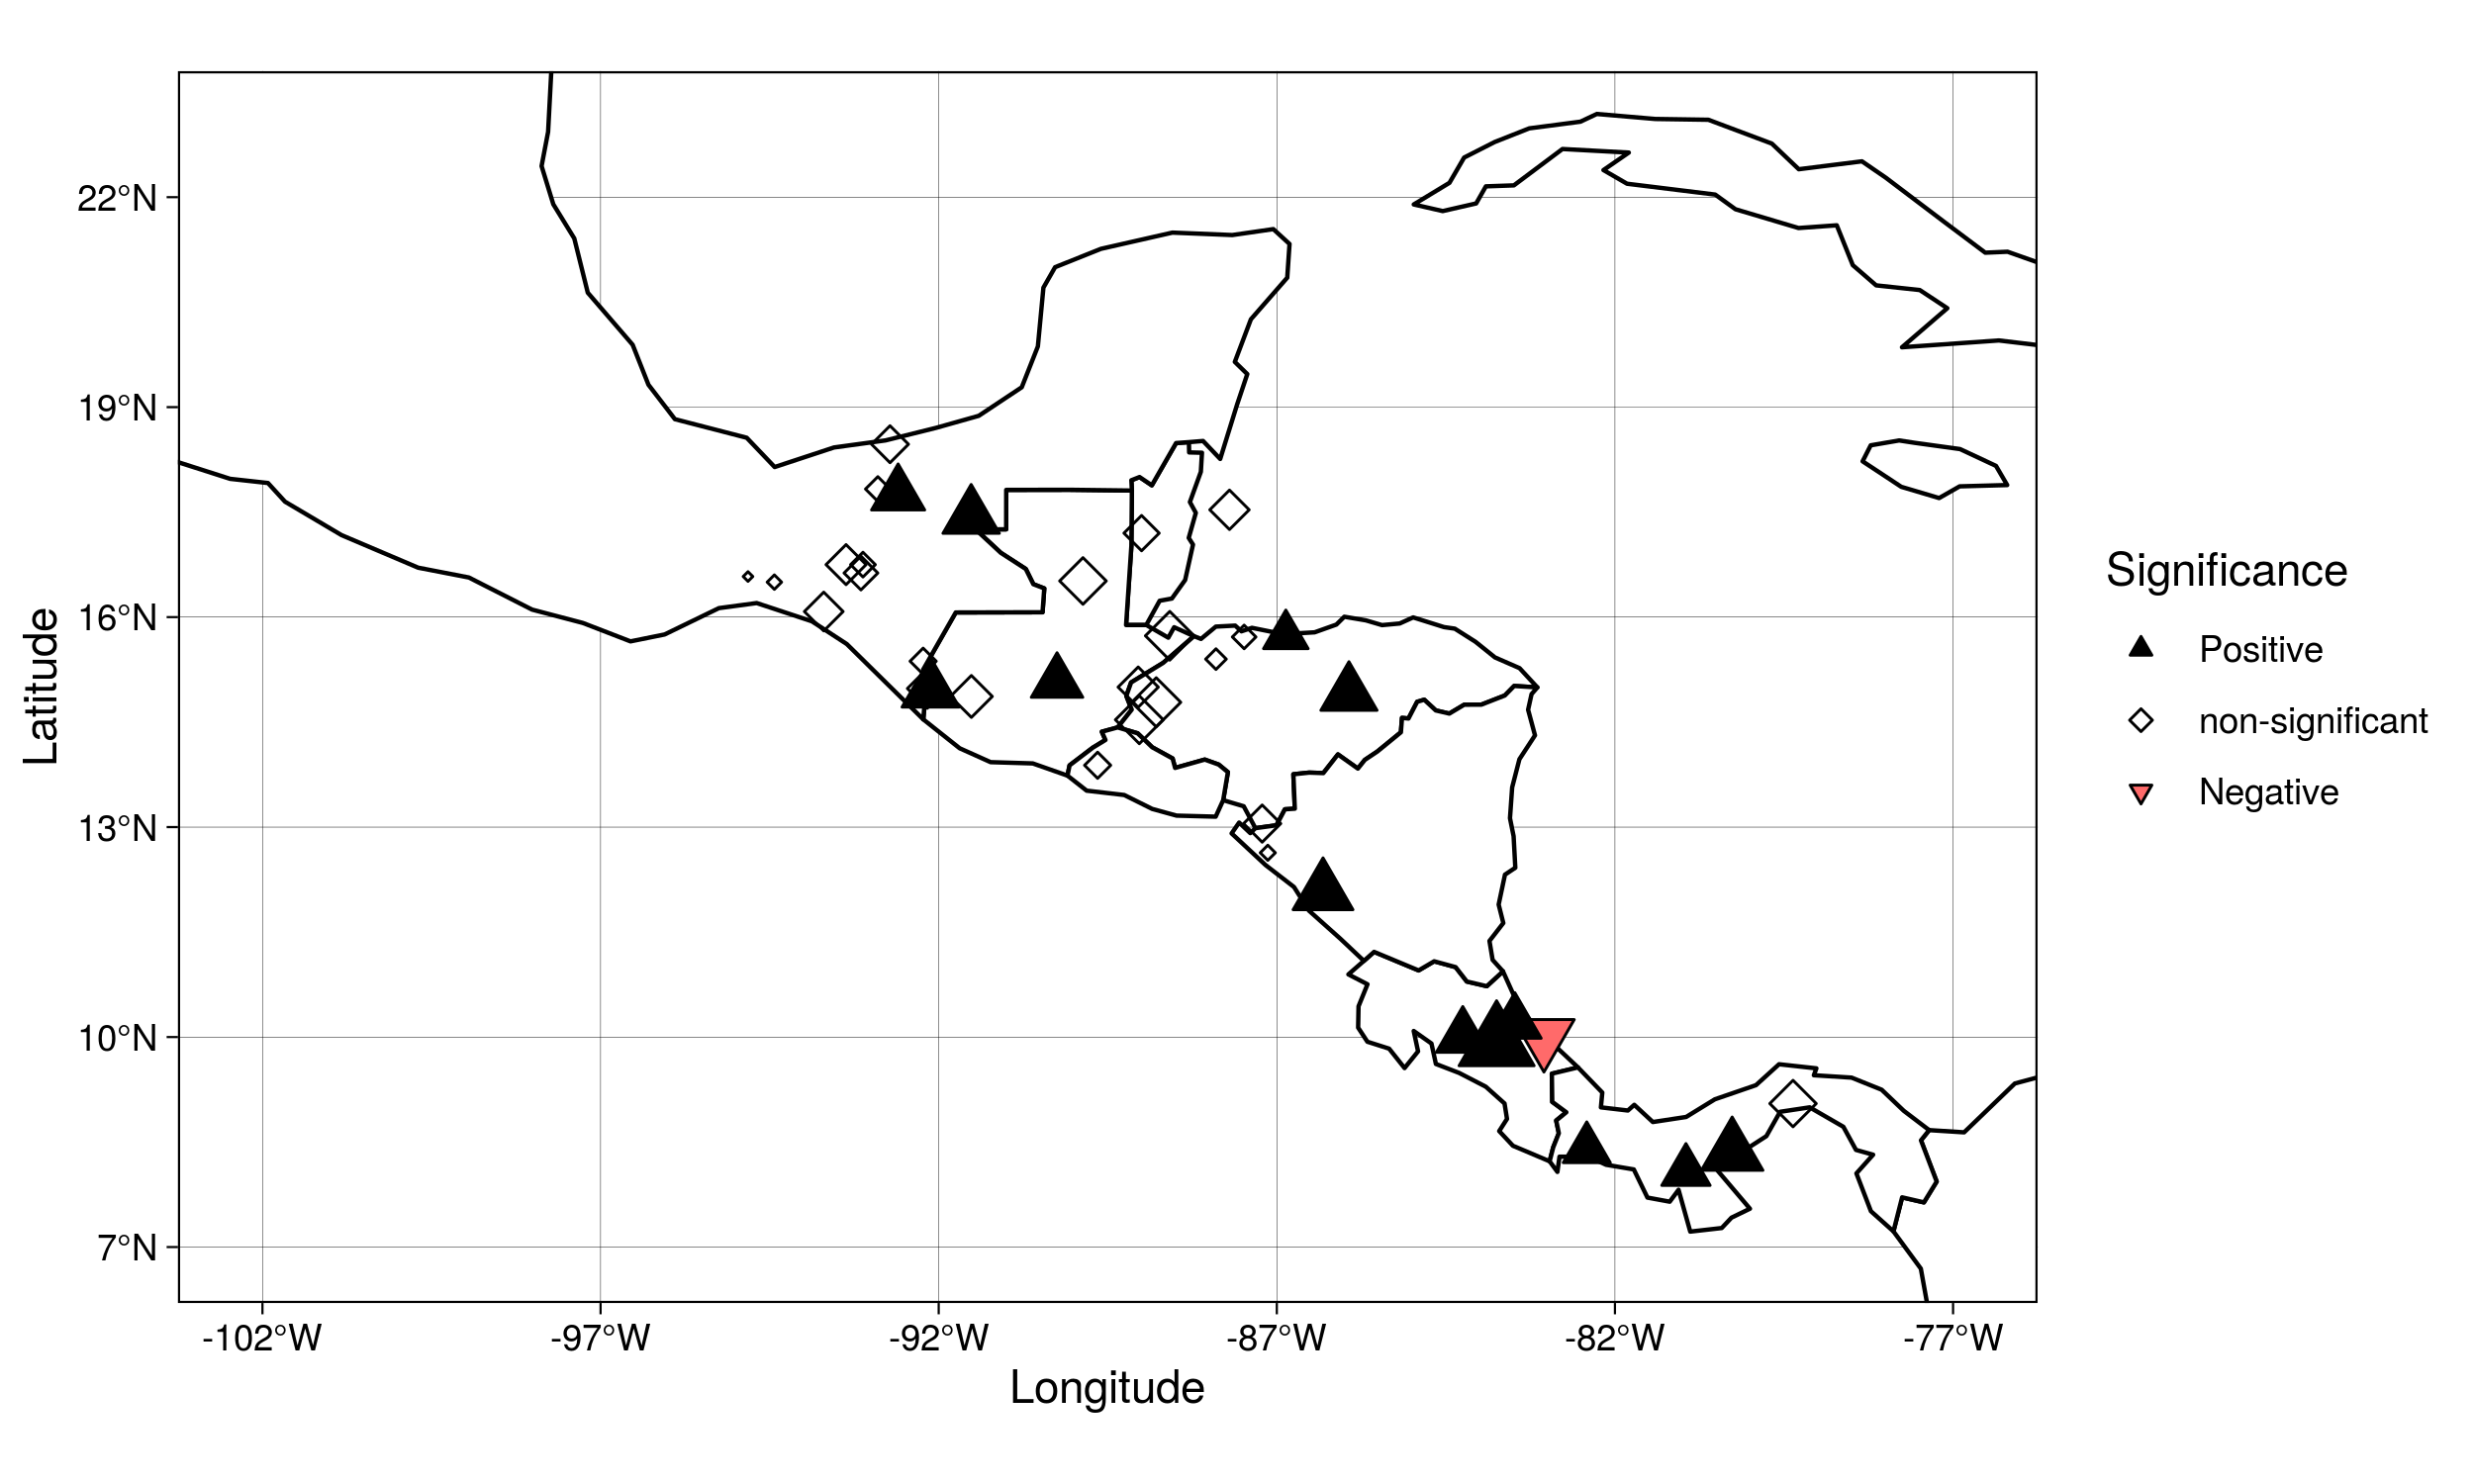 22°N
19°N
16°N
13°N
10°N
7°N
Latitude
-102°W
-97°W
-92°W
-87°W
-82°W
-77°W
Longitude
Significance
Positive
non-significant
Negative